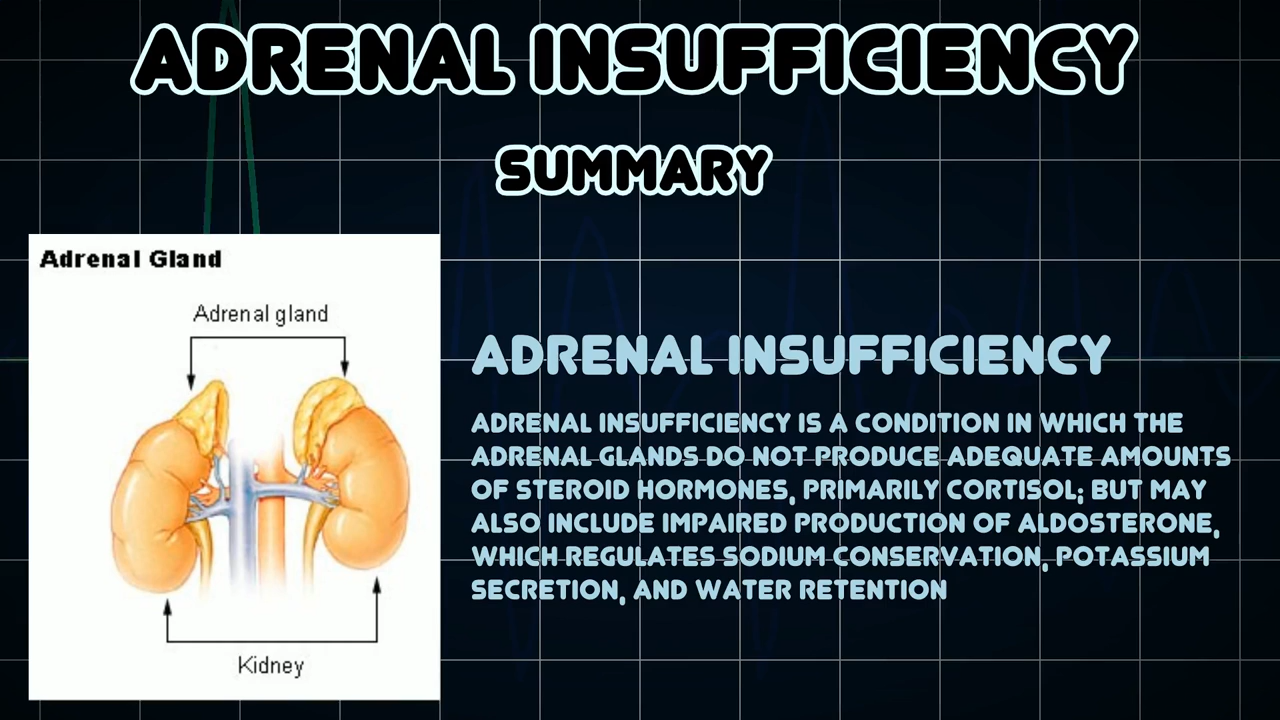 ADRENAL INSUFFICIENCY
SUMMARY
Adrenal Gland
Adrenal gland
Kidney
ADRENAL INSUFFICIENCY
ADRENAL INSUFFICIENCY IS A CONDITION IN WHICH THE
ADRENAL GLANDS DO NOT PRODUCE ADEQUATE AMOUNTS
OF STEROID HORMONES, PRIMARILY CORTISOL; BUT MAY
ALSO INCLUDE IMPAIRED PRODUCTION OF ALDOSTERONE,
WHICH REGULATES SODIUM CONSERVATION, POTASSIUM
SECRETION, AND WATER RETENTION